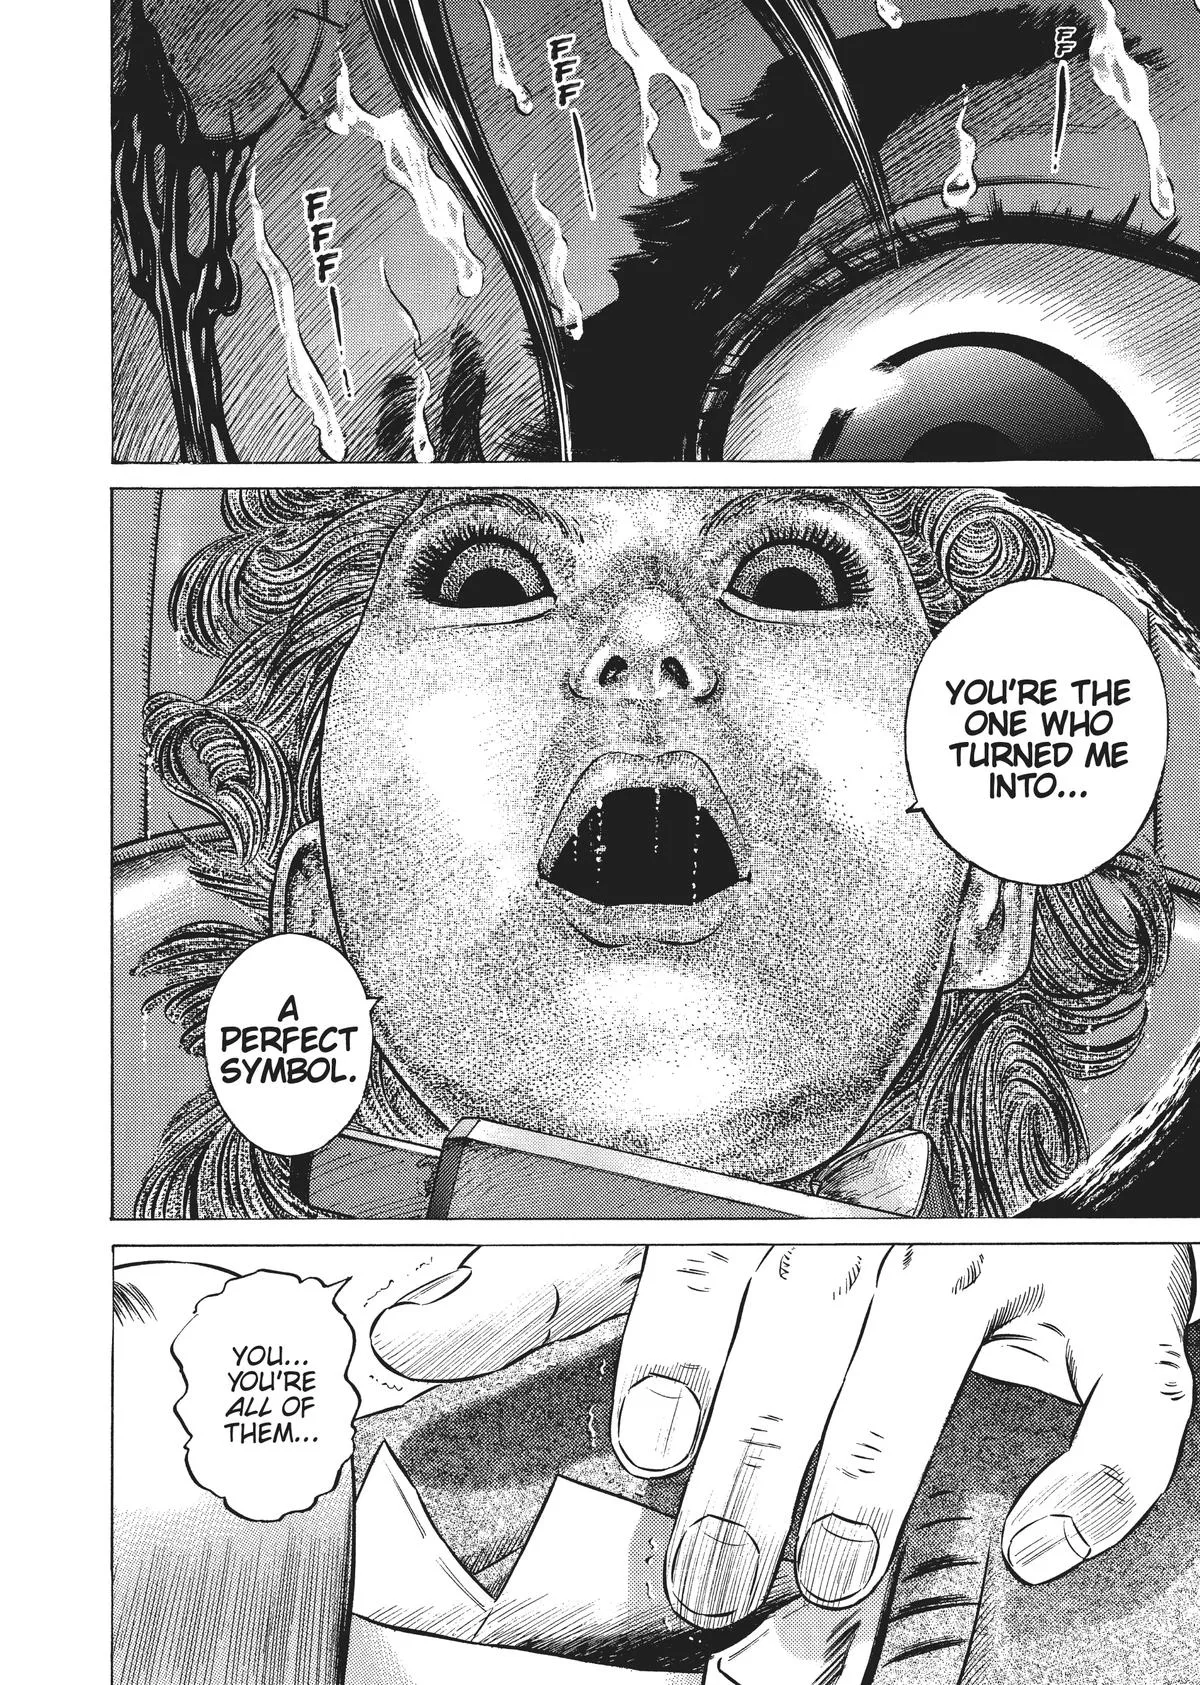 FFF
FFF
FF
YOU'RE THE
ONE WHO
TURNED ME
INTO...
A
PERFECT
SYMBOL.
YOU...
YOU'RE
ALL OF
THEM...